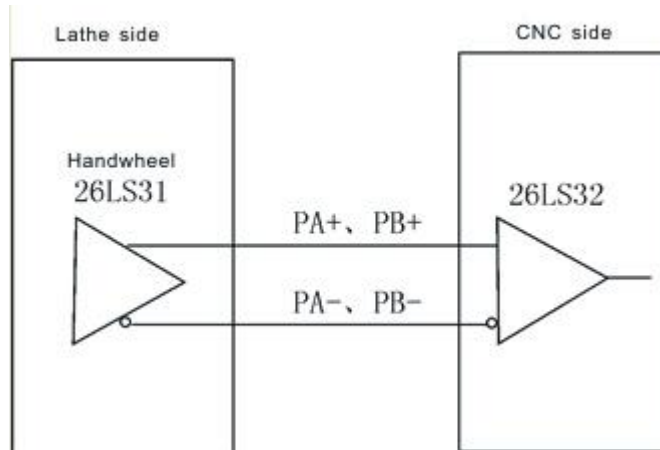 Lathe side
CNC side
Handwheel
26LS31
26LS32
PA+、PB+
PA-、PB-